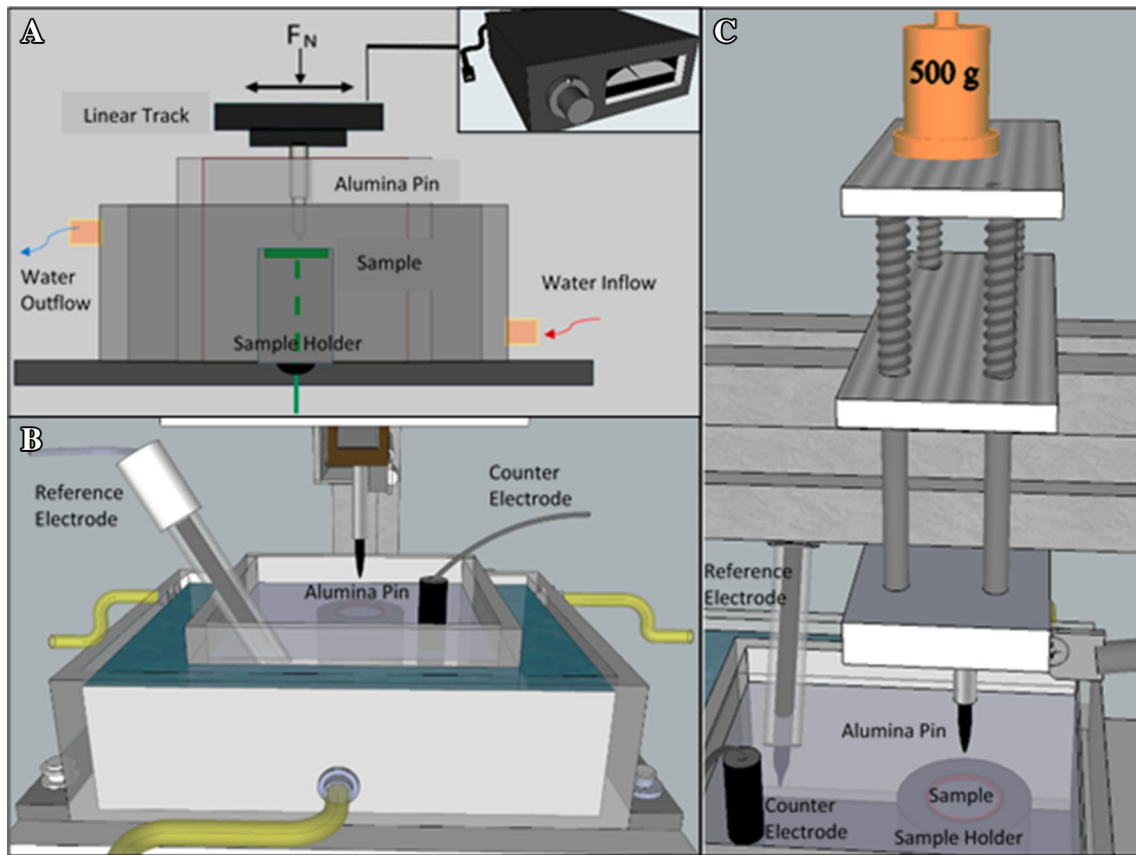 A
F_N
Linear Track
Alumina Pin
Sample
Water
Outflow
Water Inflow
Sample Holder
B
Reference
Electrode
Counter
Electrode
Alumina Pin
C
500 g
Reference
Electrode
Alumina Pin
Sample
Counter
Electrode
Sample Holder